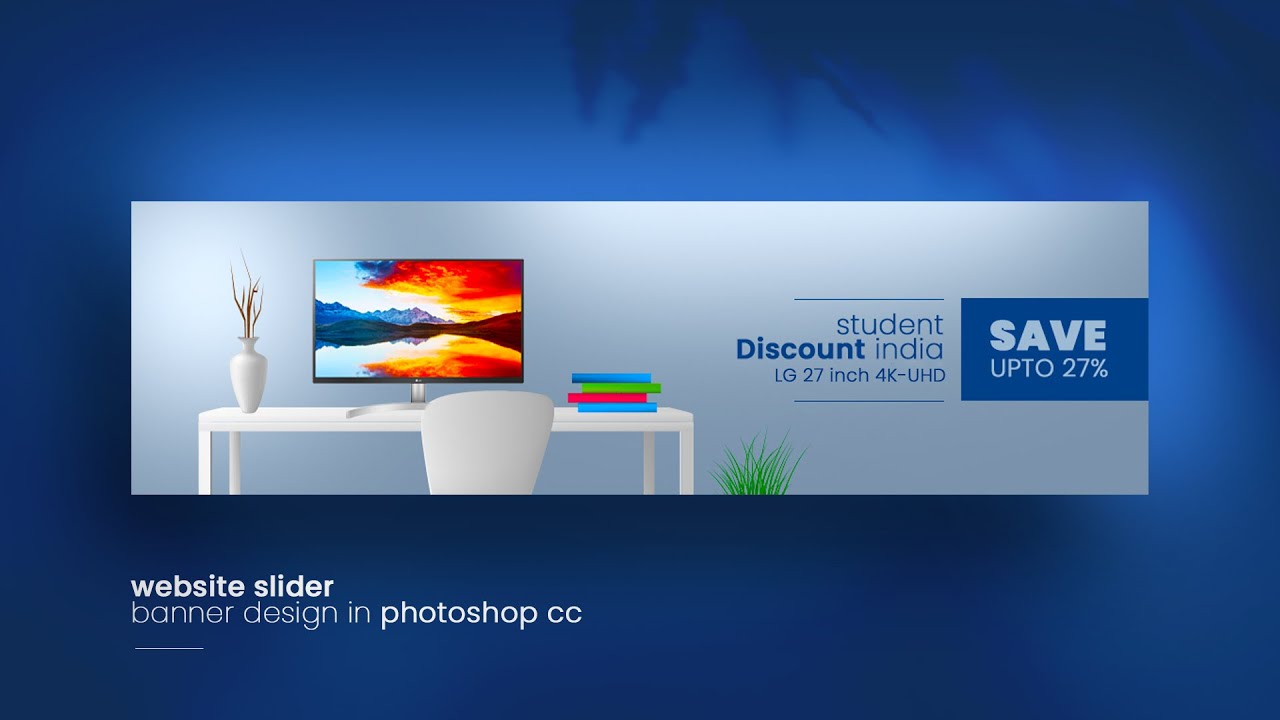 student
Discount india
LG 27 inch 4K-UHD
SAVE
UPTO 27%
website slider
banner design in photoshop cc